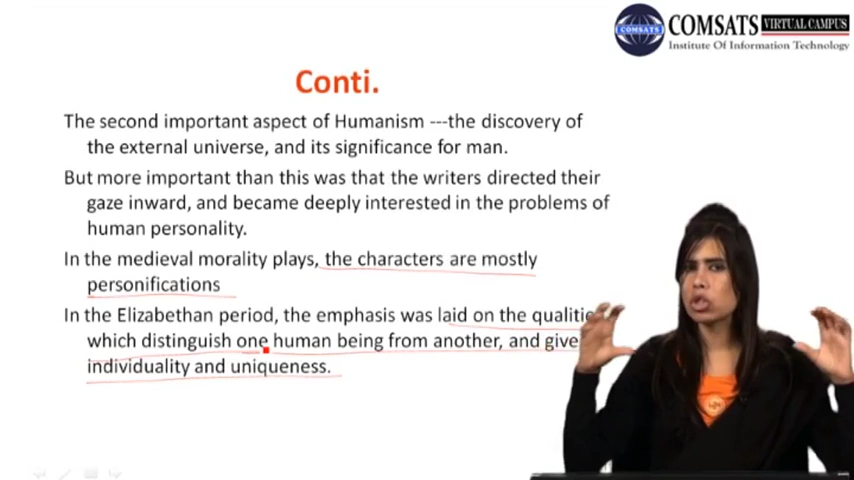 COMSATS
COMSATS VIRTUAL CAMPUS
Institute Of Information Technology
Conti.
The second important aspect of Humanism ---the discovery of
the external universe, and its significance for man.
But more important than this was that the writers directed their
gaze inward, and became deeply interested in the problems of
human personality.
In the medieval morality plays, the characters are mostly
personifications
In the Elizabethan period, the emphasis was laid on the
which distinguish one human being from another, and give
individuality and uniqueness.